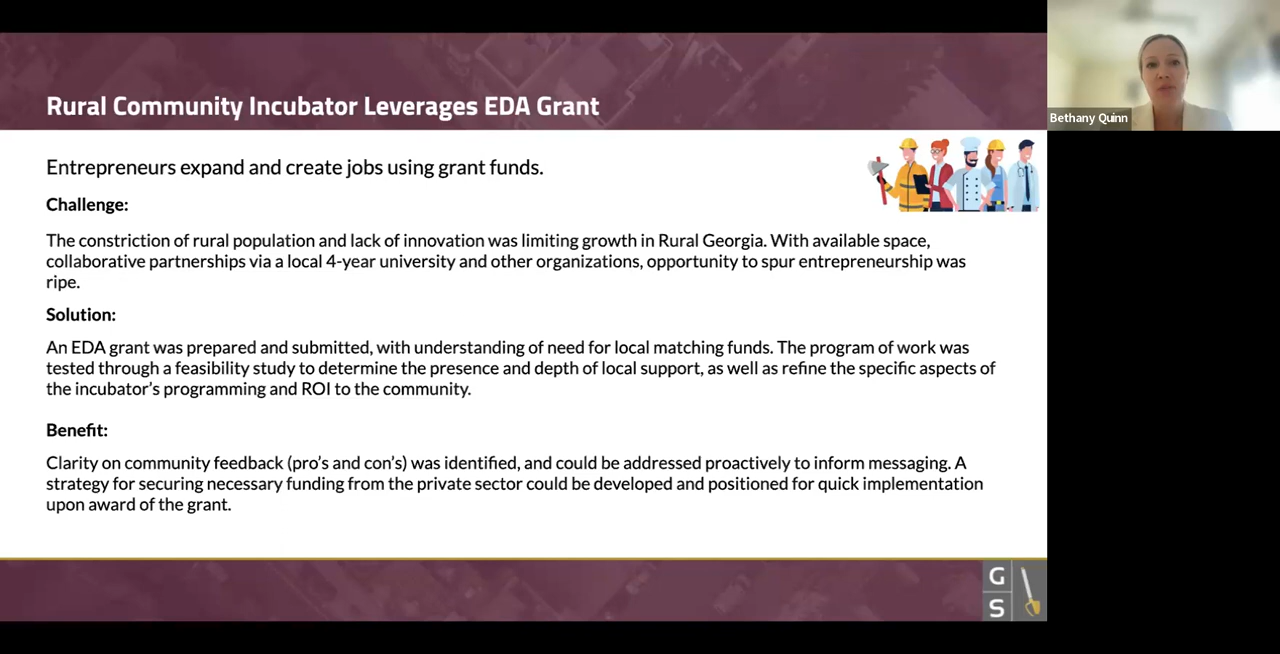 Rural Community Incubator Leverages EDA Grant
Bethany Quinn
Entrepreneurs expand and create jobs using grant funds.
Challenge:
The constriction of rural population and lack of innovation was limiting growth in Rural Georgia. With available space,
collaborative partnerships via a local 4-year university and other organizations, opportunity to spur entrepreneurship was
ripe.
Solution:
An EDA grant was prepared and submitted, with understanding of need for local matching funds. The program of work was
tested through a feasibility study to determine the presence and depth of local support, as well as refine the specific aspects of
the incubator's programming and ROI to the community.
Benefit:
Clarity on community feedback (pro's and con's) was identified, and could be addressed proactively to inform messaging. A
strategy for securing necessary funding from the private sector could be developed and positioned for quick implementation
upon award of the grant.
G
S